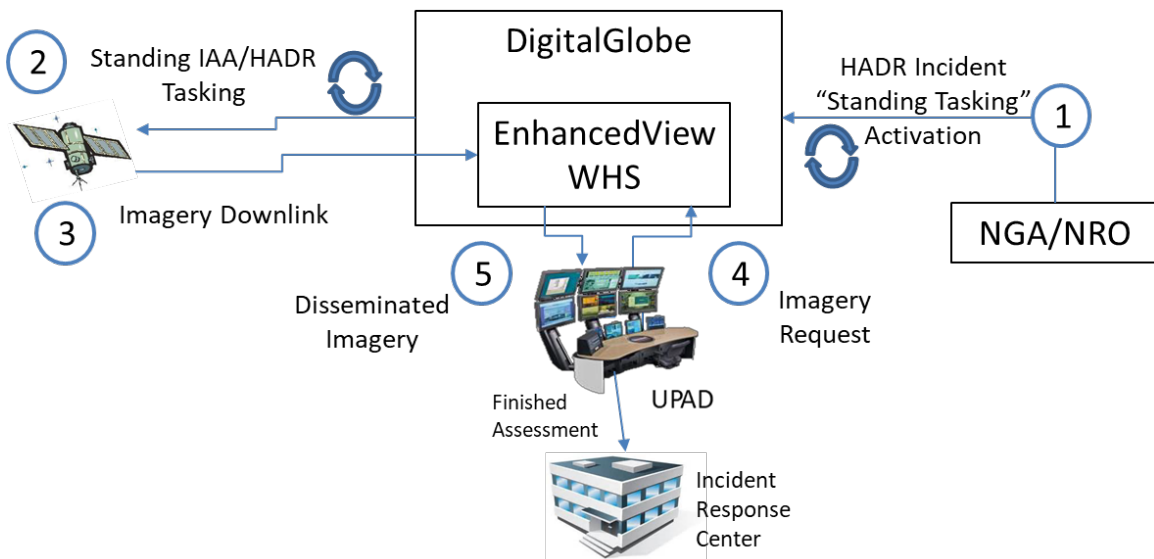 DigitalGlobe
2
Standing IAA/HADR
Tasking
HADR Incident
“Standing Tasking”
Activation
1
EnhancedView
WHS
3
Imagery Downlink
NGA/NRO
5
4
Disseminated
Imagery
Imagery
Request
Finished
Assessment
UPAD
Incident
Response
Center